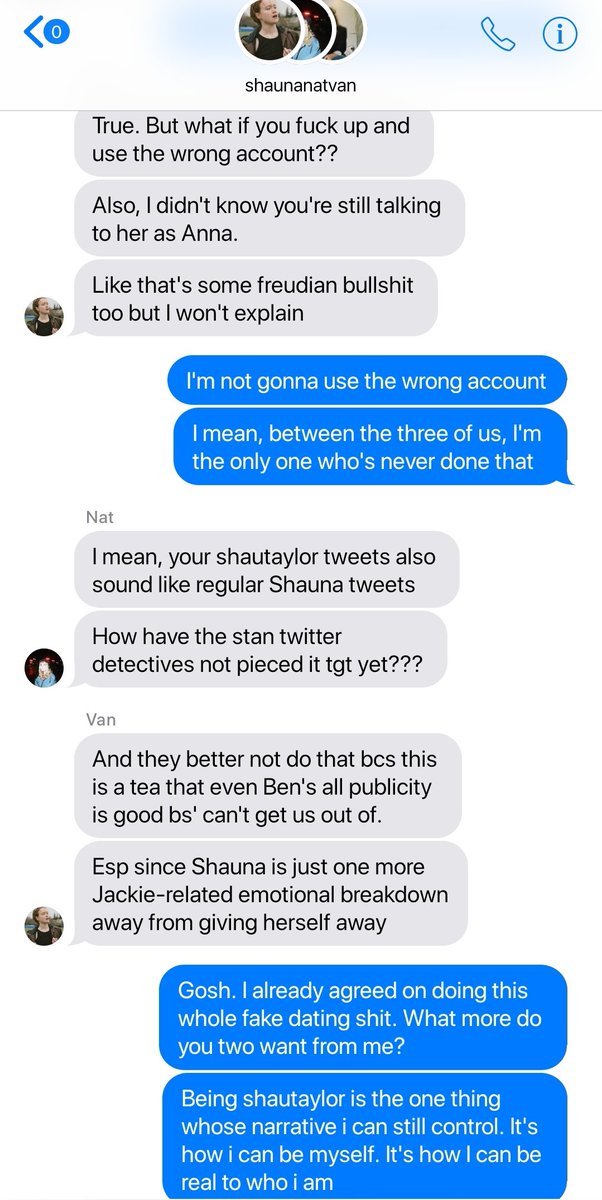 0
shaunanatvan
True. But what if you fuck up and
use the wrong account??
Also, I didn't know you're still talking
to her as Anna.
Like that's some freudian bullshit
too but I won't explain
I'm not gonna use the wrong account
I mean, between the three of us, I'm
the only one who's never done that
Nat
I mean, your shautaylor tweets also
sound like regular Shauna tweets
How have the stan twitter
detectives not pieced it tgt yet???
Van
And they better not do that bcs this
is a tea that even Ben's all publicity
is good bs' can't get us out of.
Esp since Shauna is just one more
Jackie-related emotional breakdown
away from giving herself away
Gosh. I already agreed on doing this
whole fake dating shit. What more do
you two want from me?
Being shautaylor is the one thing
whose narrative i can still control. It's
how i can be myself. It's how I can be
real to who i am